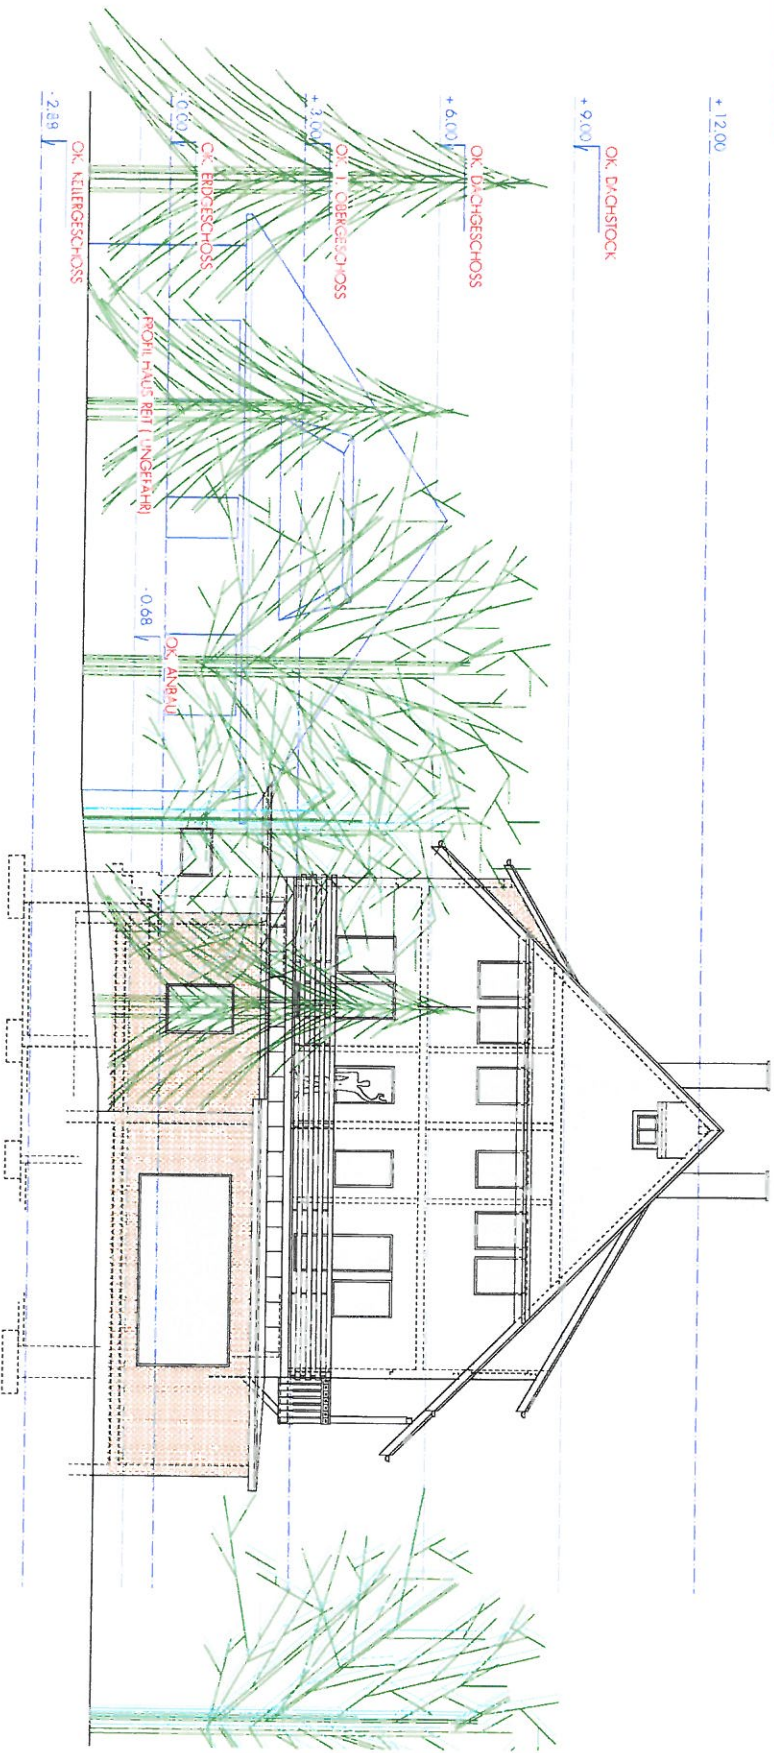 + 12.00
OK. DACHSTOCK
+ 9.00
OK. DACHGESCHOSS
+ 6.00
OK. 1. OBERGESCHOSS
+ 3.00
OK. ERDGESCHOSS
0.00
PROFIL HAUS REIT ( UNGEFÄHR)
- 0.68
OK. ANBAU
OK. KELLERGESCHOSS
- 2.89